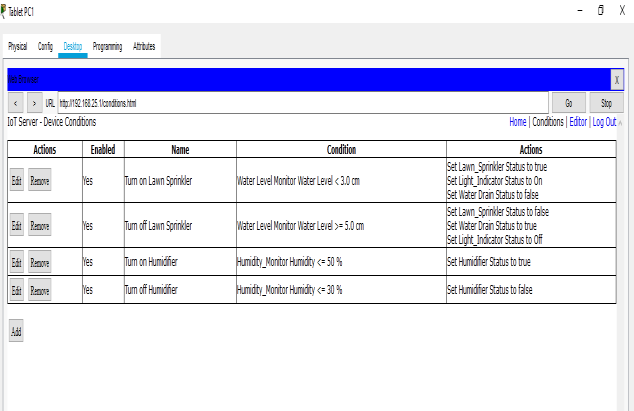 Tablet PC1
Physical Config Desktop Programming Attributes
X
< > URL http://192.168.25.1/conditions.html Go Stop
IoT Server - Device Conditions Home | Conditions | Editor | Log Out
Actions Enabled Name Condition Actions
Edit Remove Yes Turn on Lawn Sprinkler Water Level Monitor Water Level < 3.0 cm Set Lawn_Sprinkler Status to true
Set Light_Indicator Status to On
Set Water Drain Status to false
Edit Remove Yes Turn off Lawn Sprinkler Water Level Monitor Water Level >= 5.0 cm Set Lawn_Sprinkler Status to false
Set Water Drain Status to true
Set Light_Indicator Status to Off
Edit Remove Yes Turn on Humidifier Humidity_Monitor Humidity <= 50 % Set Humidifier Status to true
Edit Remove Yes Turn off Humidifier Humidity_Monitor Humidity <= 30 % Set Humidifier Status to false
Add